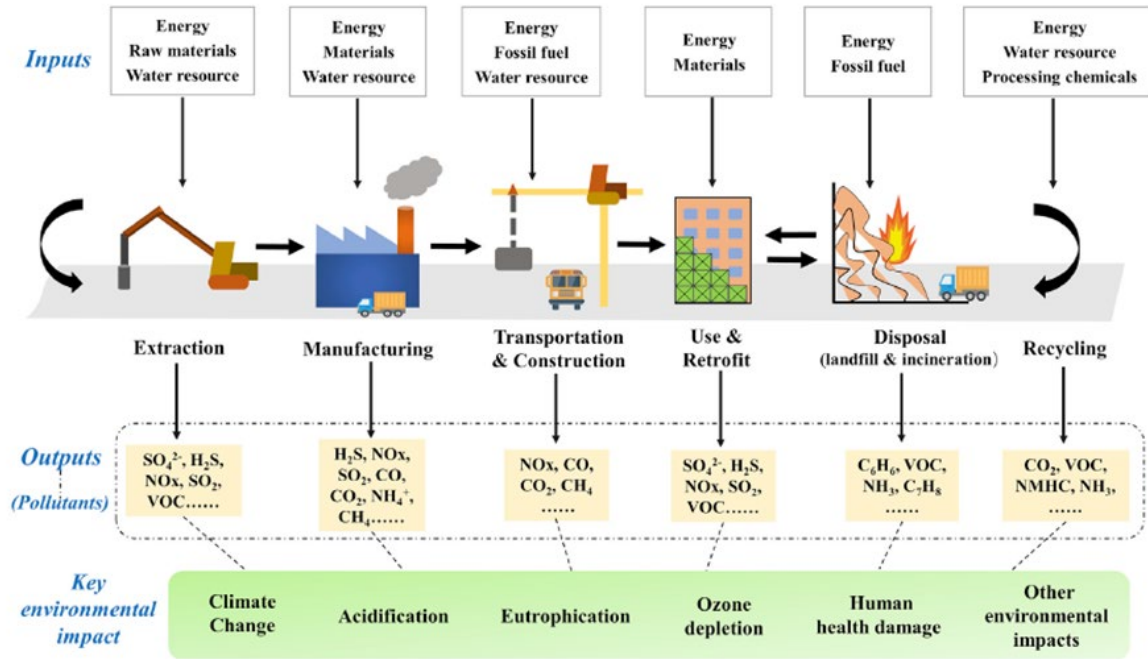 Inputs
Energy
Raw materials
Water resource
Energy
Materials
Water resource
Energy
Fossil fuel
Water resource
Energy
Materials
Energy
Fossil fuel
Energy
Water resource
Processing chemicals
Extraction
Manufacturing
Transportation
& Construction
Use &
Retrofit
Disposal
(landfill & incineration)
Recycling
Outputs
(Pollutants)
SO₄²⁻, H₂S,
NOx, SO₂,
VOC……
H₂S, NOx,
SO₂, CO,
CO₂, NH₄⁺,
CH₄……
NOx, CO,
CO₂, CH₄
……
SO₄²⁻, H₂S,
NOx, SO₂,
VOC……
C₆H₆, VOC,
NH₃, C₇H₈
……
CO₂, VOC,
NMHC, NH₃,
……
Key
environmental
impact
Climate
Change
Acidification
Eutrophication
Ozone
depletion
Human
health damage
Other
environmental
impacts